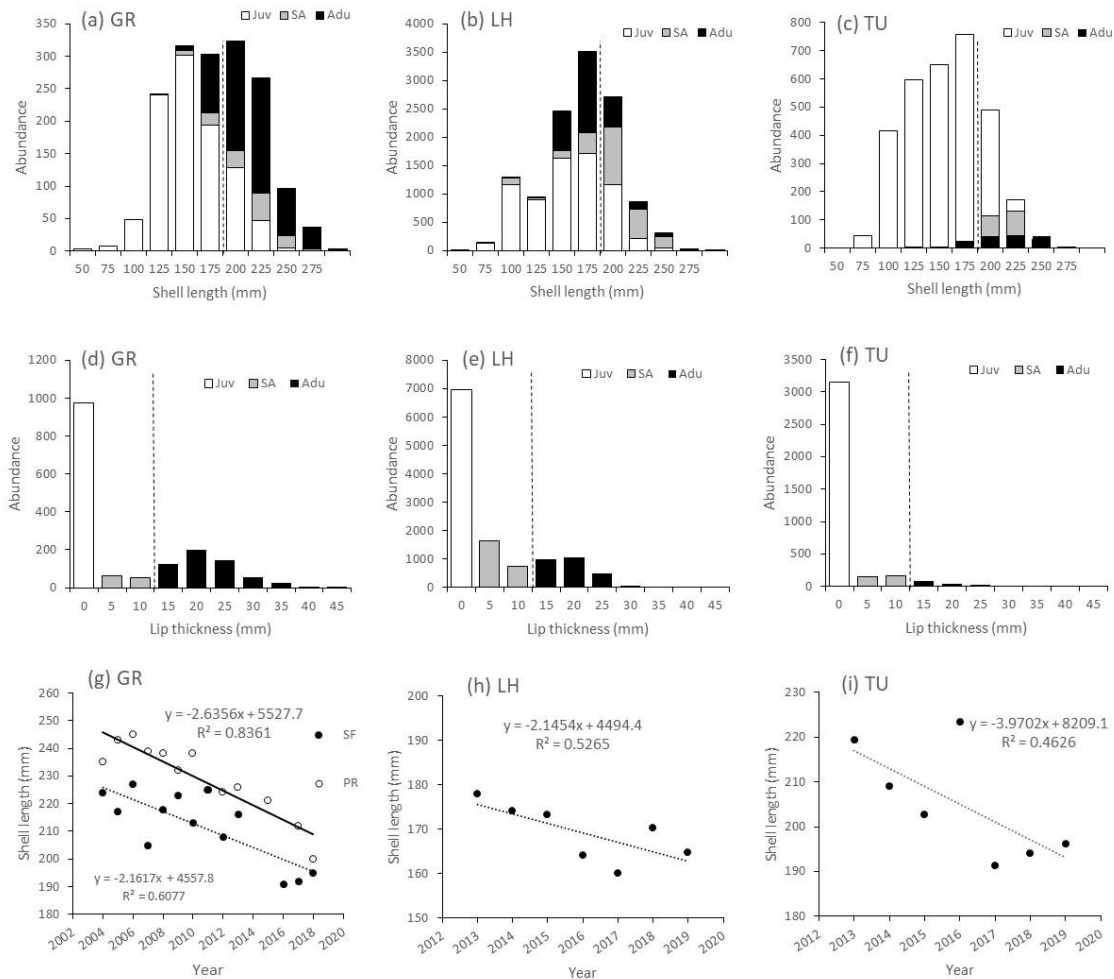 (a) GR
Juv SA Adu
350
300
250
200
150
100
50
0
Abundance
50 75 100 125 150 175 200 225 250 275
Shell length (mm)
(b) LH
Juv SA Adu
4000
3500
3000
2500
2000
1500
1000
500
0
Abundance
50 75 100 125 150 175 200 225 250 275
Shell length (mm)
(c) TU
Juv SA Adu
800
700
600
500
400
300
200
100
0
Abundance
50 75 100 125 150 175 200 225 250 275
Shell length (mm)
(d) GR
Juv SA Adu
1200
1000
800
600
400
200
0
Abundance
0 5 10 15 20 25 30 35 40 45
Lip thickness (mm)
(e) LH
Juv SA Adu
8000
7000
6000
5000
4000
3000
2000
1000
0
Abundance
0 5 10 15 20 25 30 35 40 45
Lip thickness (mm)
(f) TU
Juv SA Adu
3500
3000
2500
2000
1500
1000
500
0
Abundance
0 5 10 15 20 25 30 35 40 45
Lip thickness (mm)
(g) GR
260
250
240
230
220
210
200
190
180
Shell length (mm)
y = -2.6356x + 5527.7
R² = 0.8361
SF
PR
y = -2.1617x + 4557.8
R² = 0.6077
2002 2004 2006 2008 2010 2012 2014 2016 2018 2020
Year
(h) LH
200
190
180
170
160
150
Shell length (mm)
y = -2.1454x + 4494.4
R² = 0.5265
2012 2013 2014 2015 2016 2017 2018 2019 2020
Year
(i) TU
230
220
210
200
190
180
Shell length (mm)
y = -3.9702x + 8209.1
R² = 0.4626
2012 2013 2014 2015 2016 2017 2018 2019 2020
Year